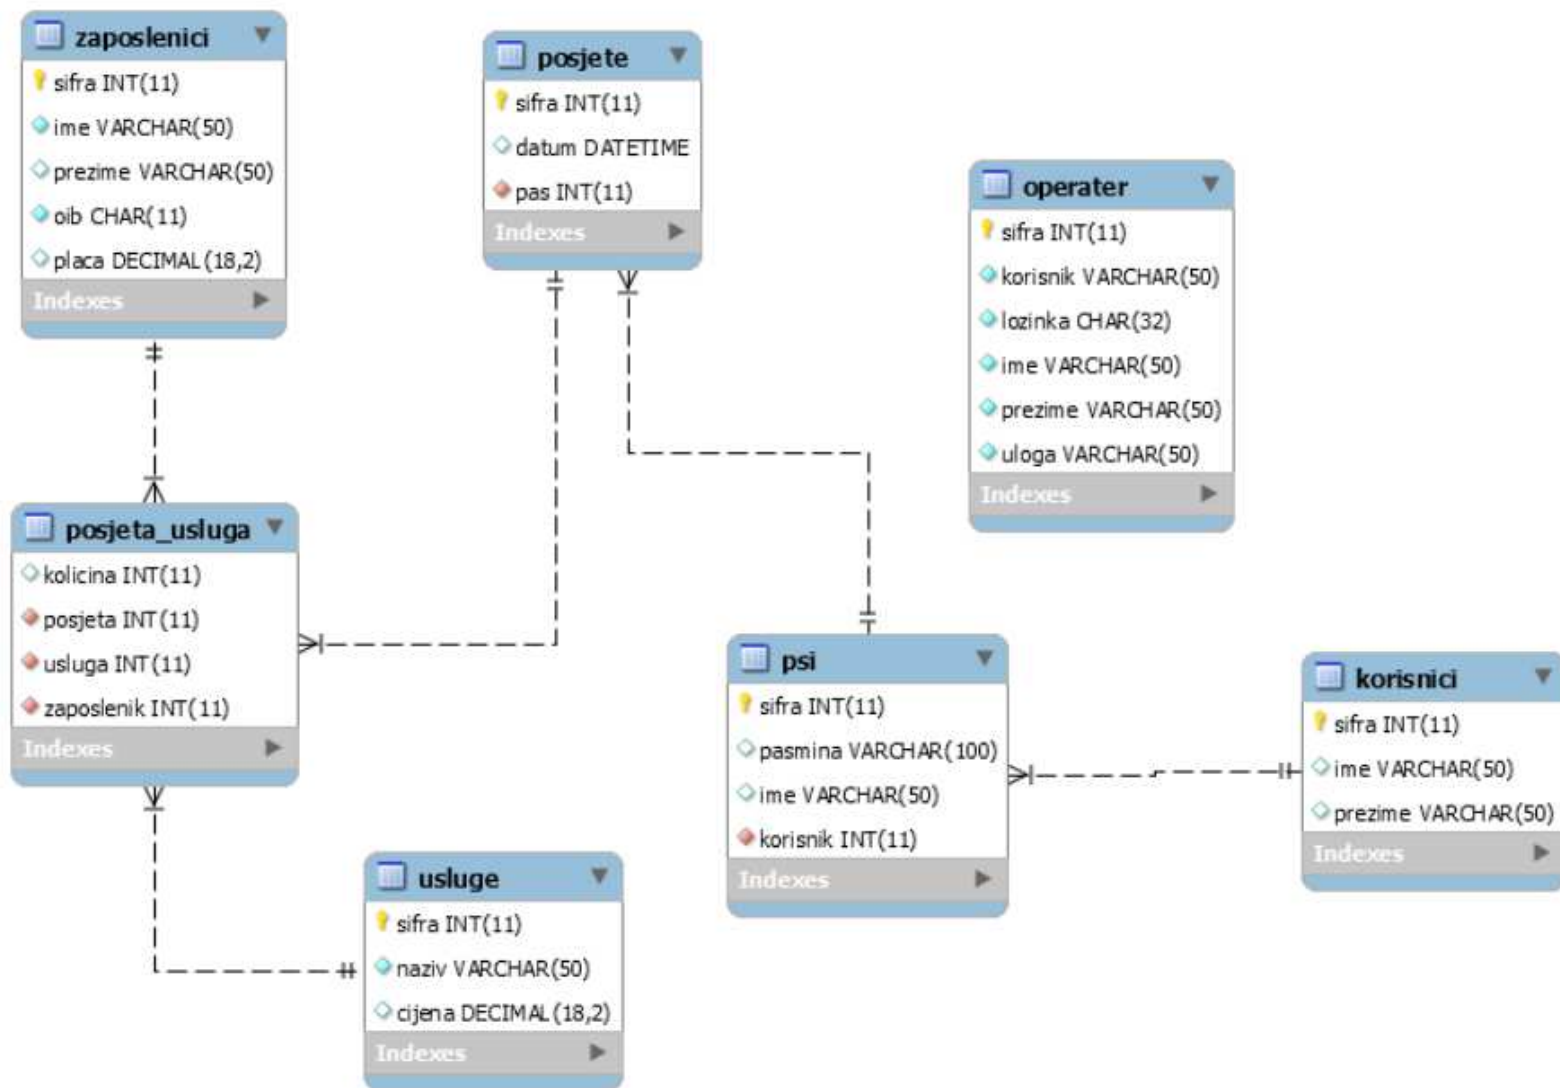 zaposlenici
sifra INT(11)
ime VARCHAR(50)
prezime VARCHAR(50)
oib CHAR(11)
placa DECIMAL(18,2)
Indexes
posjete
sifra INT(11)
datum DATETIME
pas INT(11)
Indexes
operater
sifra INT(11)
korisnik VARCHAR(50)
lozinka CHAR(32)
ime VARCHAR(50)
prezime VARCHAR(50)
uloga VARCHAR(50)
Indexes
posjeta_usluga
kolicina INT(11)
posjeta INT(11)
usluga INT(11)
zaposlenik INT(11)
Indexes
psi
sifra INT(11)
pasmina VARCHAR(100)
ime VARCHAR(50)
korisnik INT(11)
Indexes
korisnici
sifra INT(11)
ime VARCHAR(50)
prezime VARCHAR(50)
Indexes
usluge
sifra INT(11)
naziv VARCHAR(50)
cijena DECIMAL(18,2)
Indexes